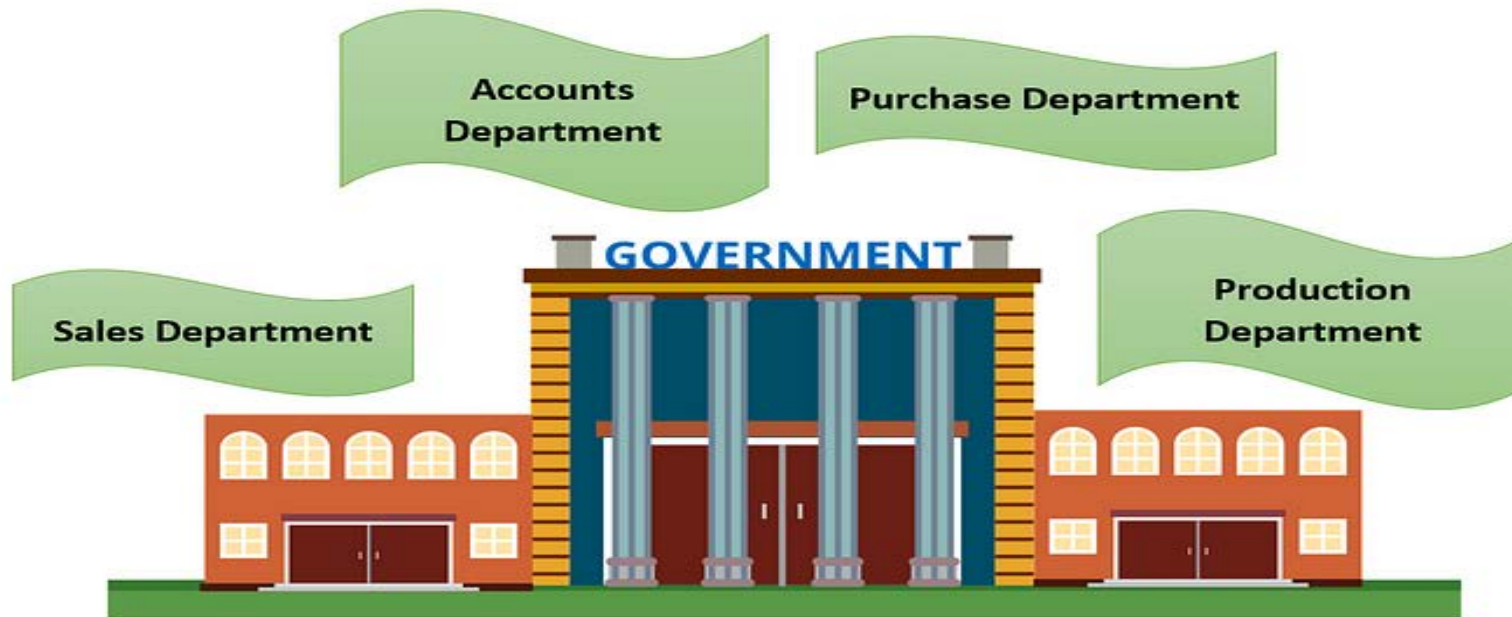 Accounts
Department
Purchase Department
GOVERNMENT
Sales Department
Production
Department